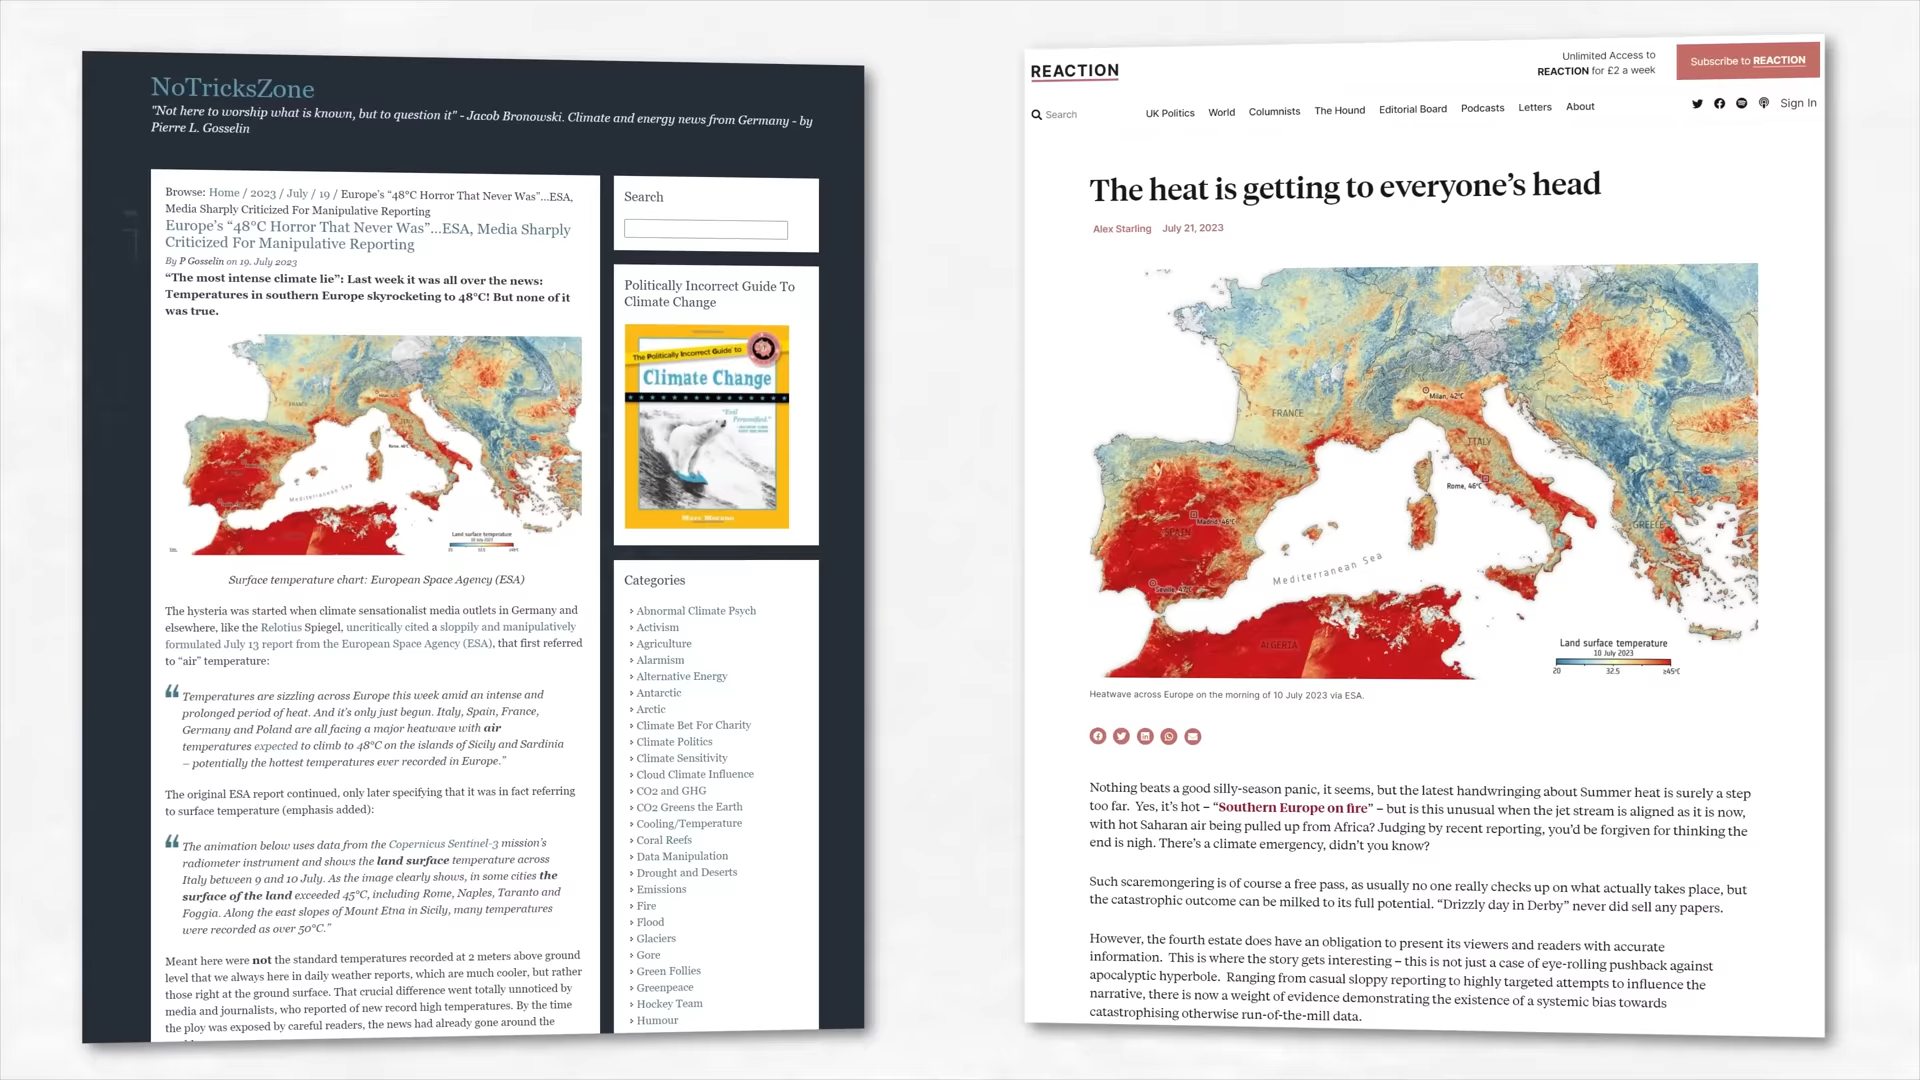 NoTricksZone
"Not here to worship what is known, but to question it" - Jacob Bronowski. Climate and energy news from Germany - by
Pierre L. Gosselin
Browse: Home / 2023 / July / 19 / Europe’s “48°C Horror That Never Was”…ESA,
Media Sharply Criticized For Manipulative Reporting
Europe’s “48°C Horror That Never Was”…ESA, Media Sharply
Criticized For Manipulative Reporting
By P Gosselin on 19. July 2023
“The most intense climate lie”: Last week it was all over the news:
Temperatures in southern Europe skyrocketing to 48°C! But none of it
was true.
FRANCE
Mediterranean Sea
Land surface temperature
10 July 2023
Surface temperature chart: European Space Agency (ESA)
The hysteria was started when climate sensationalist media outlets in Germany and
elsewhere, like the Relotius Spiegel, uncritically cited a sloppily and manipulatively
formulated July 13 report from the European Space Agency (ESA), that first referred
to “air” temperature:
“ Temperatures are sizzling across Europe this week amid an intense and
prolonged period of heat. And it’s only just begun. Italy, Spain, France,
Germany and Poland are all facing a major heatwave with air
temperatures expected to climb to 48°C on the islands of Sicily and Sardinia
– potentially the hottest temperatures ever recorded in Europe.”
The original ESA report continued, only later specifying that it was in fact referring
to surface temperature (emphasis added):
“ The animation below uses data from the Copernicus Sentinel-3 mission’s
radiometer instrument and shows the land surface temperature across
Italy between 9 and 10 July. As the image clearly shows, in some cities the
surface of the land exceeded 45°C, including Rome, Naples, Taranto and
Foggia. Along the east slopes of Mount Etna in Sicily, many temperatures
were recorded as over 50°C.”
Meant here were not the standard temperatures recorded at 2 meters above ground
level that we always here in daily weather reports, which are much cooler, but rather
those right at the ground surface. That crucial difference went totally unnoticed by
media and journalists, who reported of new record high temperatures. By the time
the ploy was exposed by careful readers, the news had already gone around the
Search
Politically Incorrect Guide To
Climate Change
The Politically Incorrect Guide to
Climate Change
"Evil
Personified."
Marc Morano
Categories
› Abnormal Climate Psych
› Activism
› Agriculture
› Alarmism
› Alternative Energy
› Antarctic
› Arctic
› Climate Bet For Charity
› Climate Politics
› Climate Sensitivity
› Cloud Climate Influence
› CO2 and GHG
› CO2 Greens the Earth
› Cooling/Temperature
› Coral Reefs
› Data Manipulation
› Drought and Deserts
› Emissions
› Fire
› Flood
› Glaciers
› Gore
› Green Follies
› Greenpeace
› Hockey Team
› Humour
REACTION
Unlimited Access to
REACTION for £2 a week
Subscribe to REACTION
Search
UK Politics World Columnists The Hound Editorial Board Podcasts Letters About
Sign In
The heat is getting to everyone’s head
Alex Starling July 21, 2023
Milan, 42°C
FRANCE
ITALY
Rome, 46°C
Madrid, 46°C
SPAIN
GREECE
Mediterranean Sea
Seville, 47°C
ALGERIA
Land surface temperature
10 July 2023
20 32.5 ≥45°C
Heatwave across Europe on the morning of 10 July 2023 via ESA.
Nothing beats a good silly-season panic, it seems, but the latest handwringing about Summer heat is surely a step
too far. Yes, it’s hot – “Southern Europe on fire” – but is this unusual when the jet stream is aligned as it is now,
with hot Saharan air being pulled up from Africa? Judging by recent reporting, you’d be forgiven for thinking the
end is nigh. There’s a climate emergency, didn’t you know?
Such scaremongering is of course a free pass, as usually no one really checks up on what actually takes place, but
the catastrophic outcome can be milked to its full potential. “Drizzly day in Derby” never did sell any papers.
However, the fourth estate does have an obligation to present its viewers and readers with accurate
information. This is where the story gets interesting – this is not just a case of eye-rolling pushback against
apocalyptic hyperbole. Ranging from casual sloppy reporting to highly targeted attempts to influence the
narrative, there is now a weight of evidence demonstrating the existence of a systemic bias towards
catastrophising otherwise run-of-the-mill data.